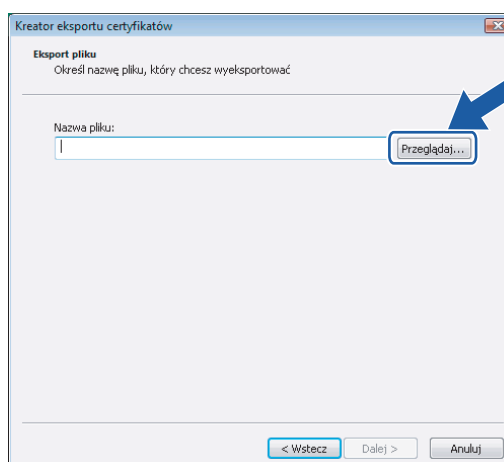 Kreator eksportu certyfikatów
Eksport pliku
Określ nazwę pliku, który chcesz wyeksportować
Nazwa pliku:
Przeglądaj...
< Wstecz Dalej > Anuluj